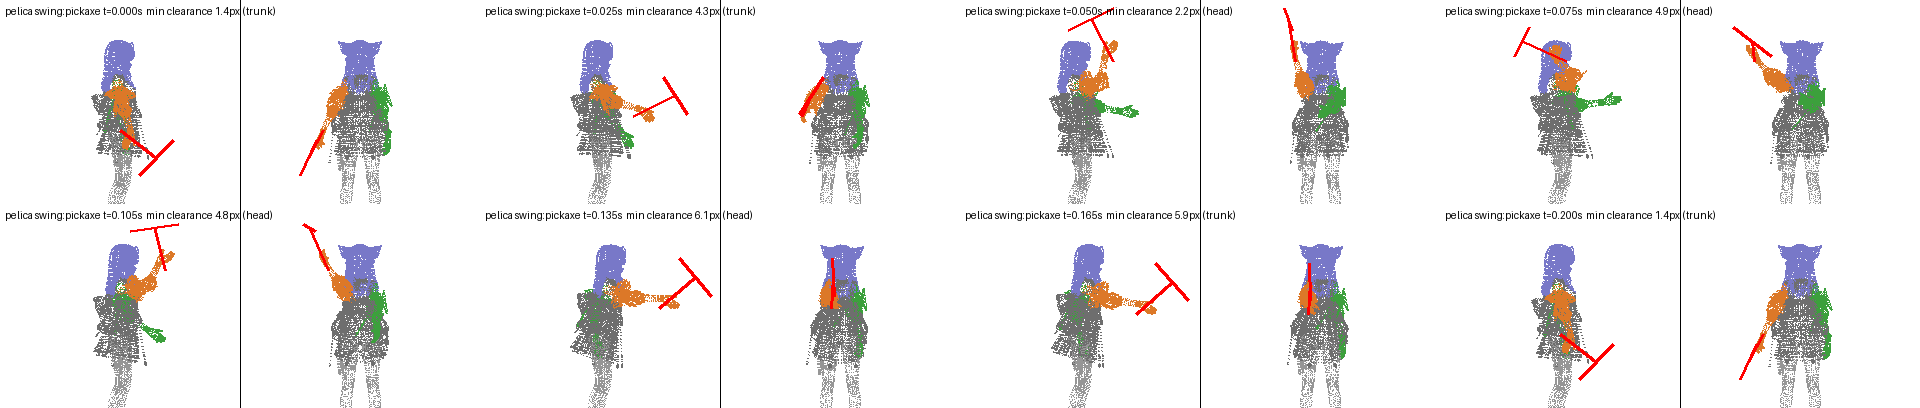 pelica swing:pickaxe t=0.000s min clearance 1.4px (trunk)
pelica swing:pickaxe t=0.025s min clearance 4.3px (trunk)
pelica swing:pickaxe t=0.050s min clearance 2.2px (head)
pelica swing:pickaxe t=0.075s min clearance 4.9px (head)
pelica swing:pickaxe t=0.105s min clearance 4.8px (head)
pelica swing:pickaxe t=0.135s min clearance 6.1px (head)
pelica swing:pickaxe t=0.165s min clearance 5.9px (trunk)
pelica swing:pickaxe t=0.200s min clearance 1.4px (trunk)